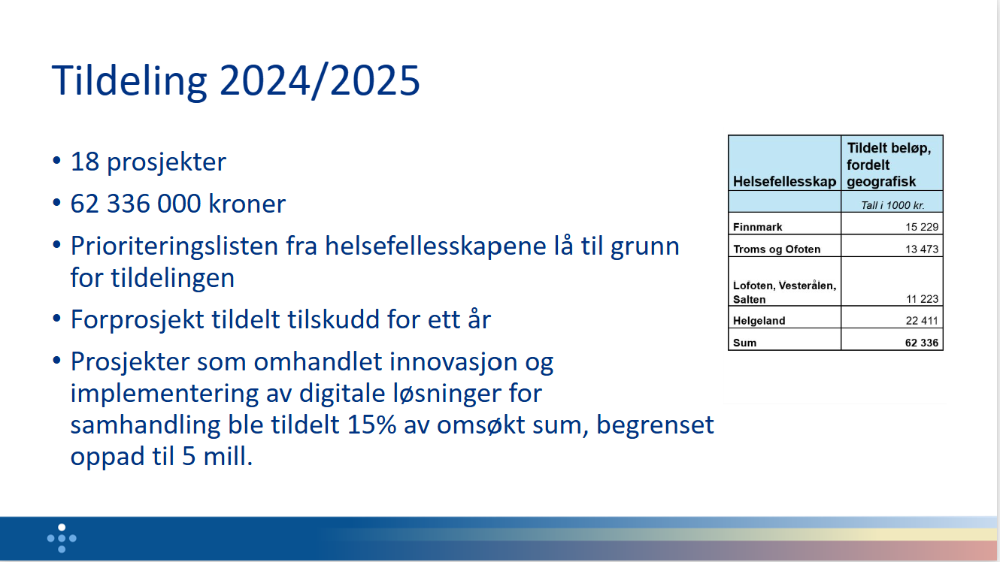 Tildeling 2024/2025
• 18 prosjekter
• 62 336 000 kroner
• Prioriteringslisten fra helsefellesskapene lå til grunn
for tildelingen
• Forprosjekt tildelt tilskudd for ett år
• Prosjekter som omhandlet innovasjon og
implementering av digitale løsninger for
samhandling ble tildelt 15% av omsøkt sum, begrenset
oppad til 5 mill.
Tildelt beløp,
fordelt
Helsefellesskap geografisk
Tall i 1000 kr.
Finnmark 15 229
Troms og Ofoten 13 473
Lofoten, Vesterålen,
Salten 11 223
Helgeland 22 411
Sum 62 336